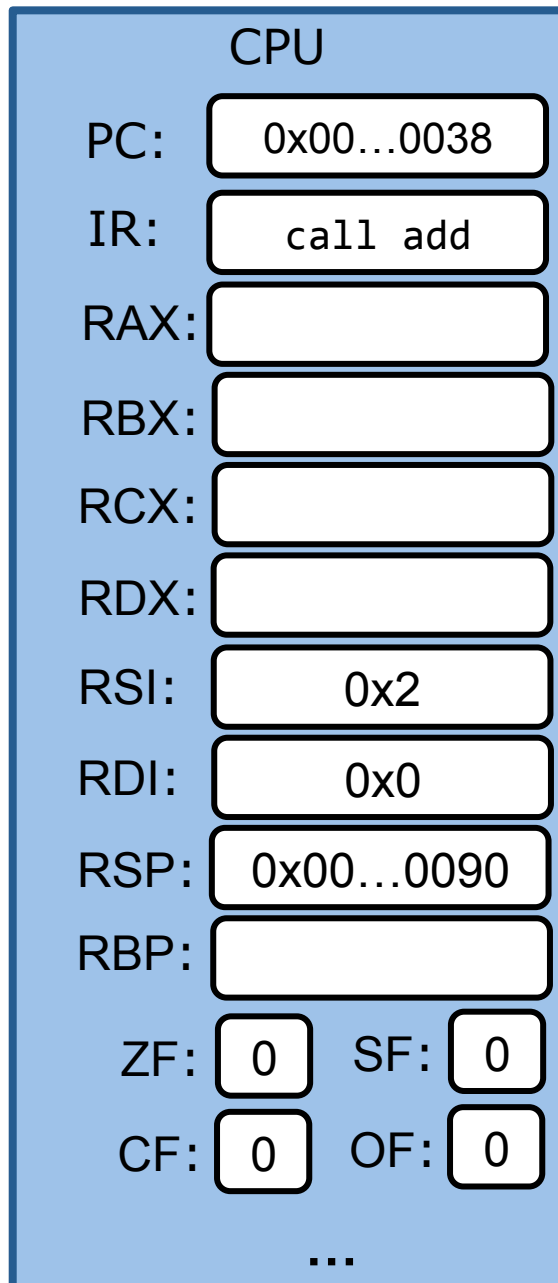 CPU
PC: 0x00...0038
IR: call add
RAX:
RBX:
RCX:
RDX:
RSI: 0x2
RDI: 0x0
RSP: 0x00...0090
RBP:
ZF: 0 SF: 0
CF: 0 OF: 0
...